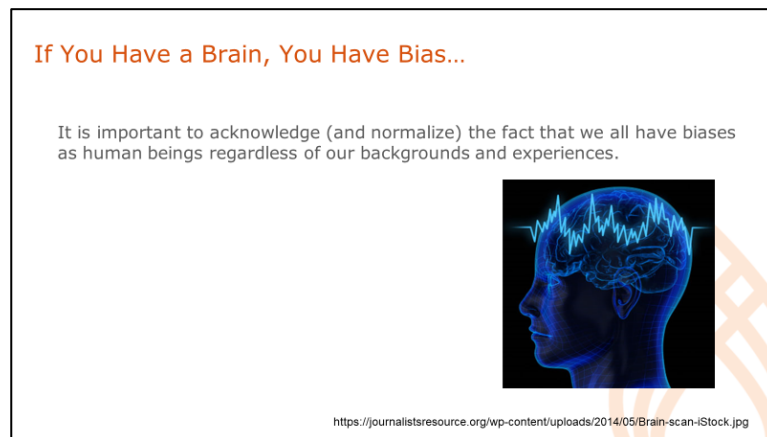 If You Have a Brain, You Have Bias...
It is important to acknowledge (and normalize) the fact that we all have biases
as human beings regardless of our backgrounds and experiences.
https://journalistsresource.org/wp-content/uploads/2014/05/Brain-scan-iStock.jpg